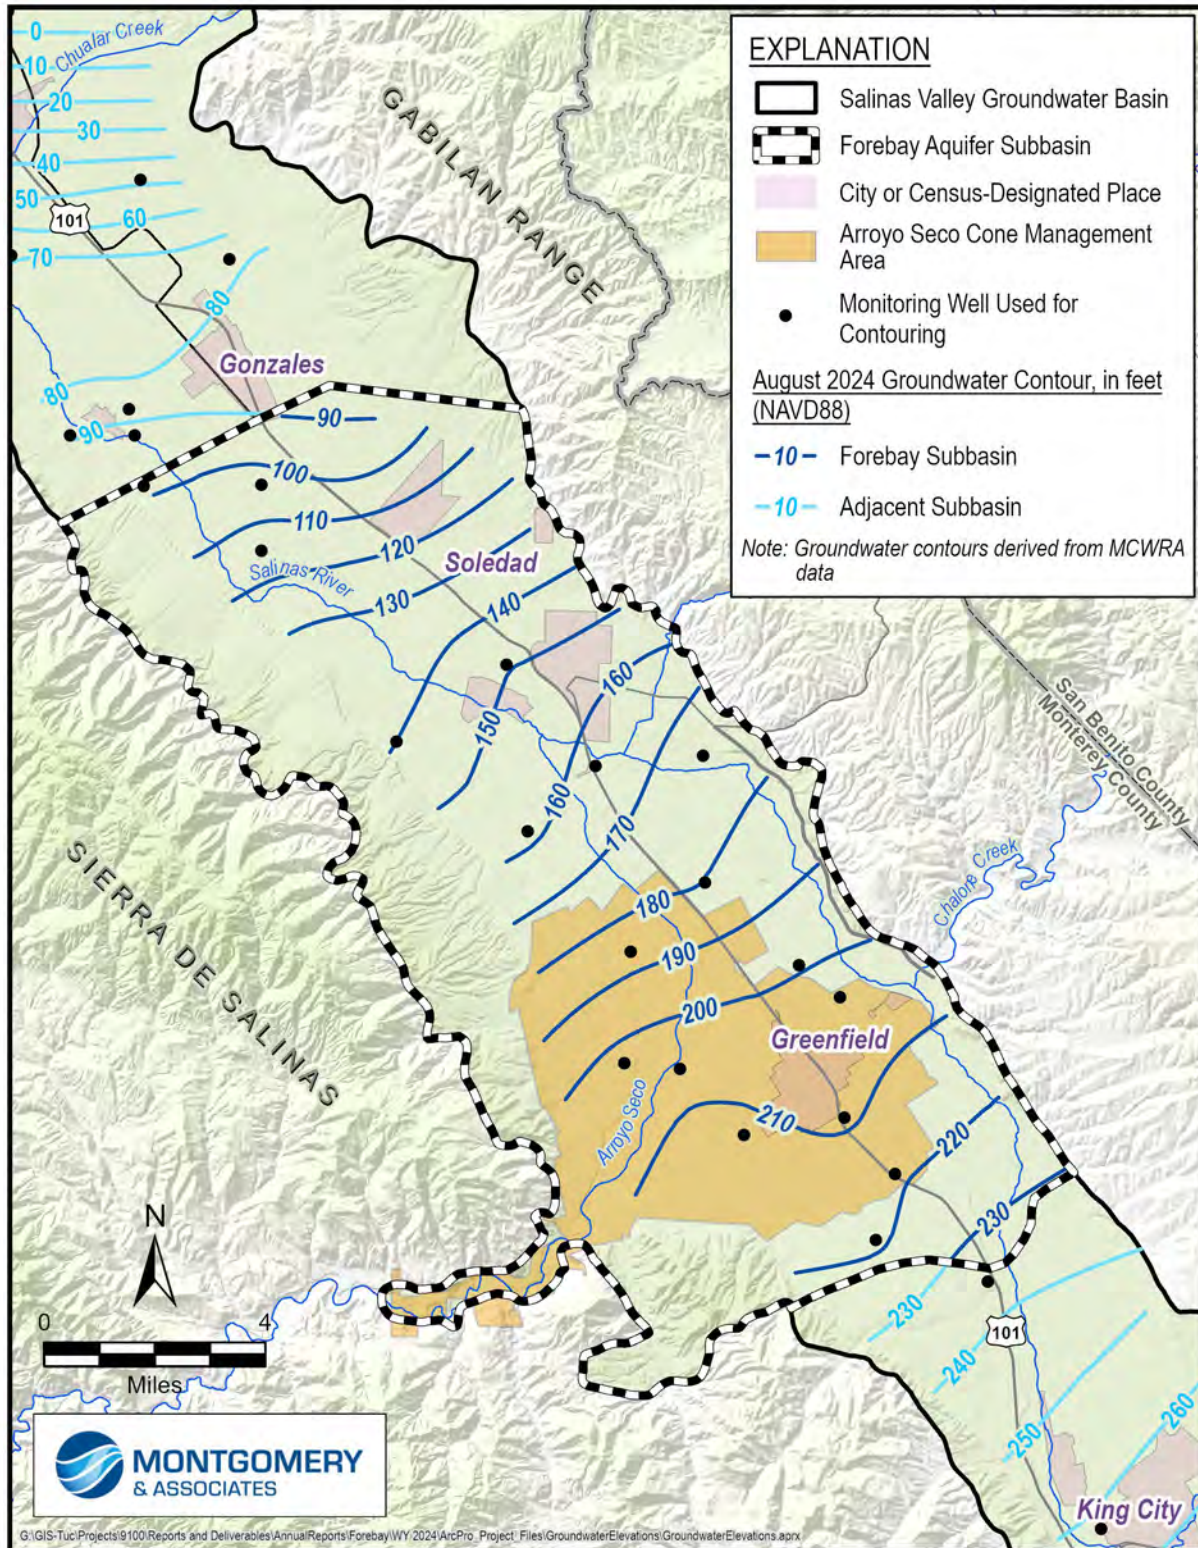 EXPLANATION
Salinas Valley Groundwater Basin
Forebay Aquifer Subbasin
City or Census-Designated Place
Arroyo Seco Cone Management
Area
Monitoring Well Used for
Contouring
August 2024 Groundwater Contour, in feet
(NAVD88)
10 Forebay Subbasin
10 Adjacent Subbasin
Note: Groundwater contours derived from MCWRA
data
0
Chualar Creek
10
20
30
40
50
60
101
70
80
GABILAN RANGE
Gonzales
80
90
90
100
110
120
Soledad
Salinas River
130
140
160
150
San Benito County
Monterey County
160
170
SIERRA DE SALINAS
Chalone Creek
180
190
200
Greenfield
Arroyo Seco
210
220
230
230
101
240
250
260
King City
N
0 4
Miles
MONTGOMERY
& ASSOCIATES
G:\GIS-Tuc\Projects\9100\Reports and Deliverables\AnnualReports\Forebay\WY 2024\ArcPro_Project_Files\GroundwaterElevations\GroundwaterElevations.aprx